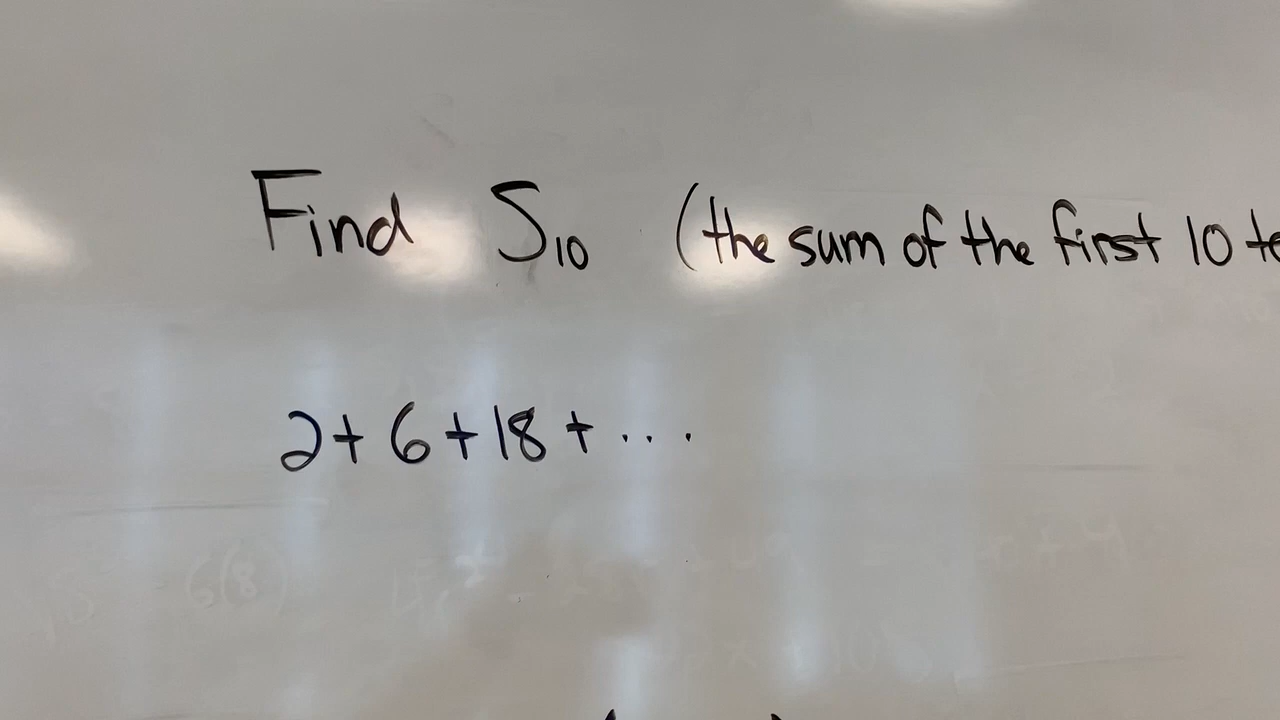 Find S₁₀ (the sum of the first 10 te
2+6+18+...